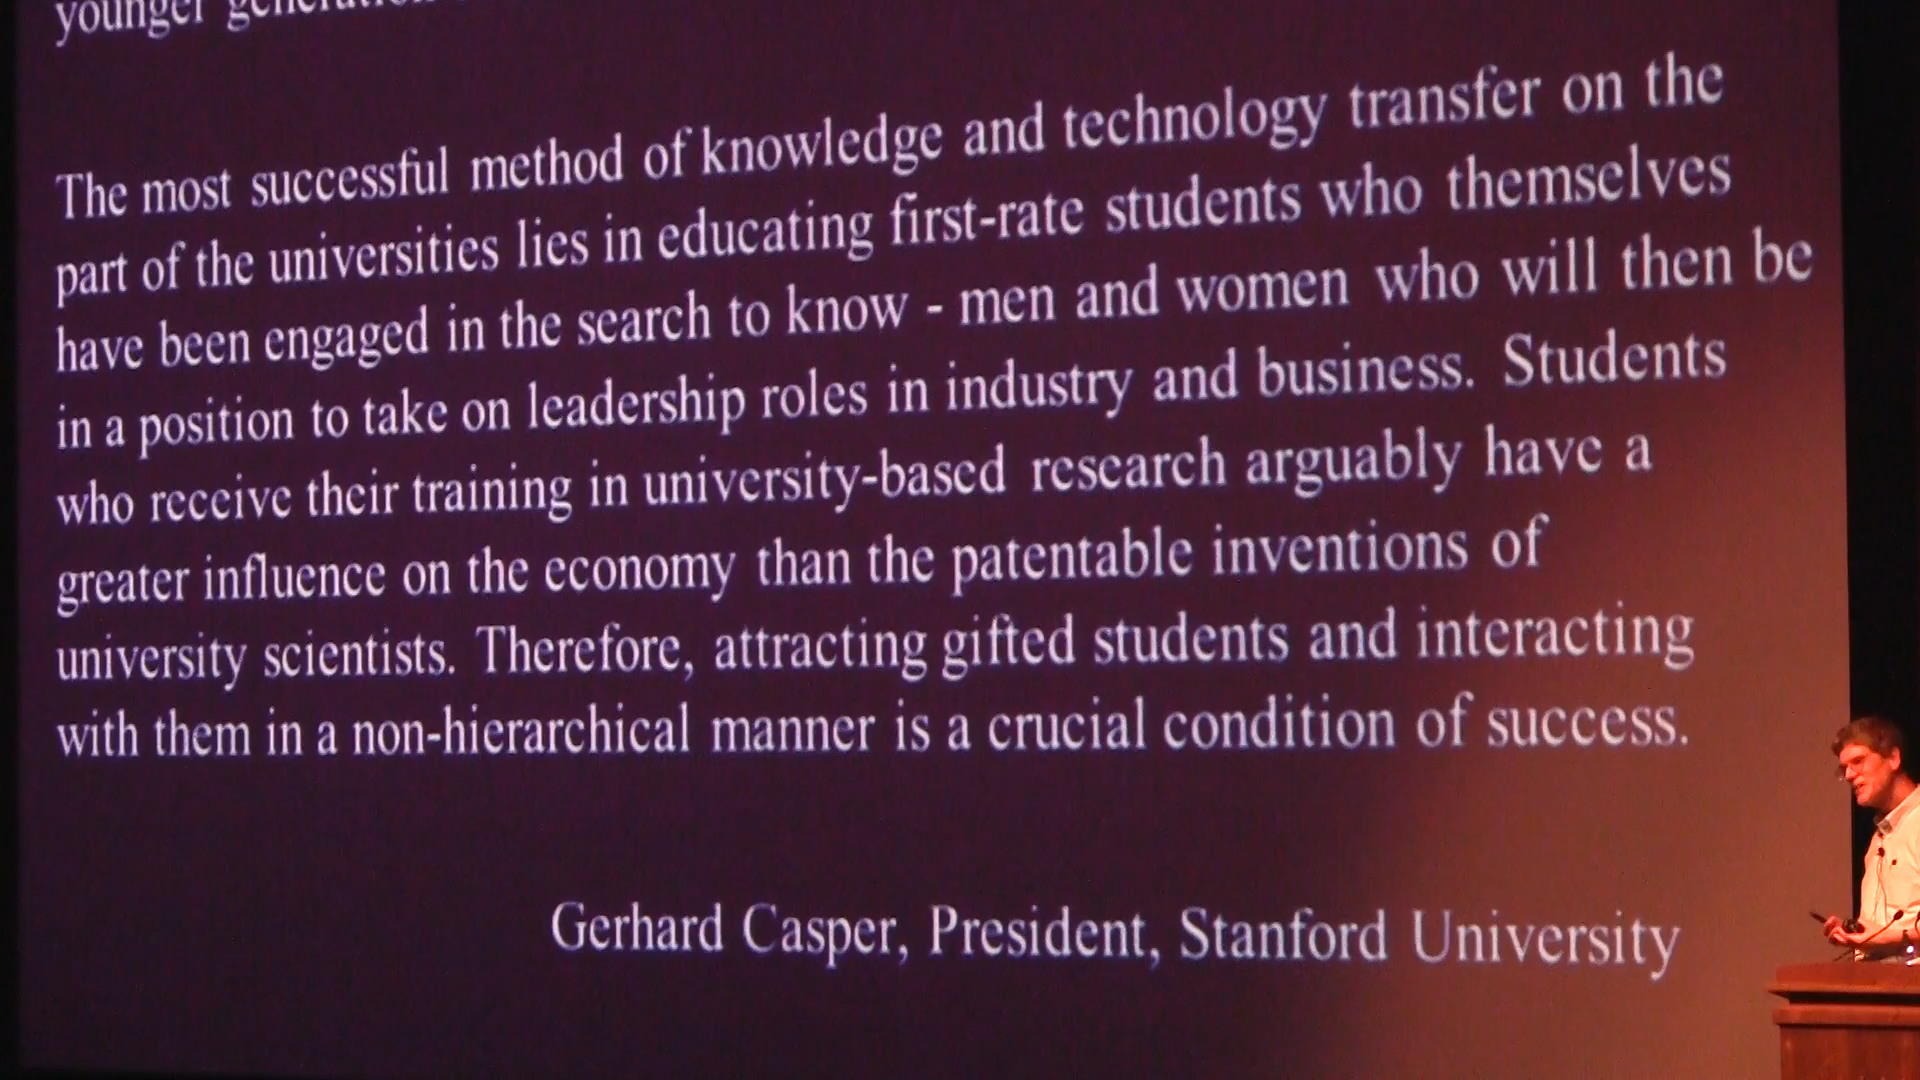 younger
The most successful method of knowledge and technology transfer on the
part of the universities lies in educating first-rate students who themselves
have been engaged in the search to know - men and women who will then be
in a position to take on leadership roles in industry and business. Students
who receive their training in university-based research arguably have a
greater influence on the economy than the patentable inventions of
university scientists. Therefore, attracting gifted students and interacting
with them in a non-hierarchical manner is a crucial condition of success.
Gerhard Casper, President, Stanford University